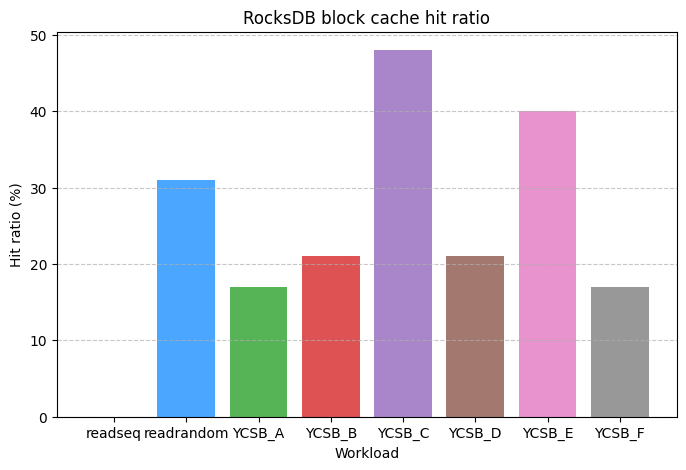 RocksDB block cache hit ratio
Hit ratio (%)
50
40
30
20
10
0
readseq readrandom YCSB_A YCSB_B YCSB_C YCSB_D YCSB_E YCSB_F
Workload